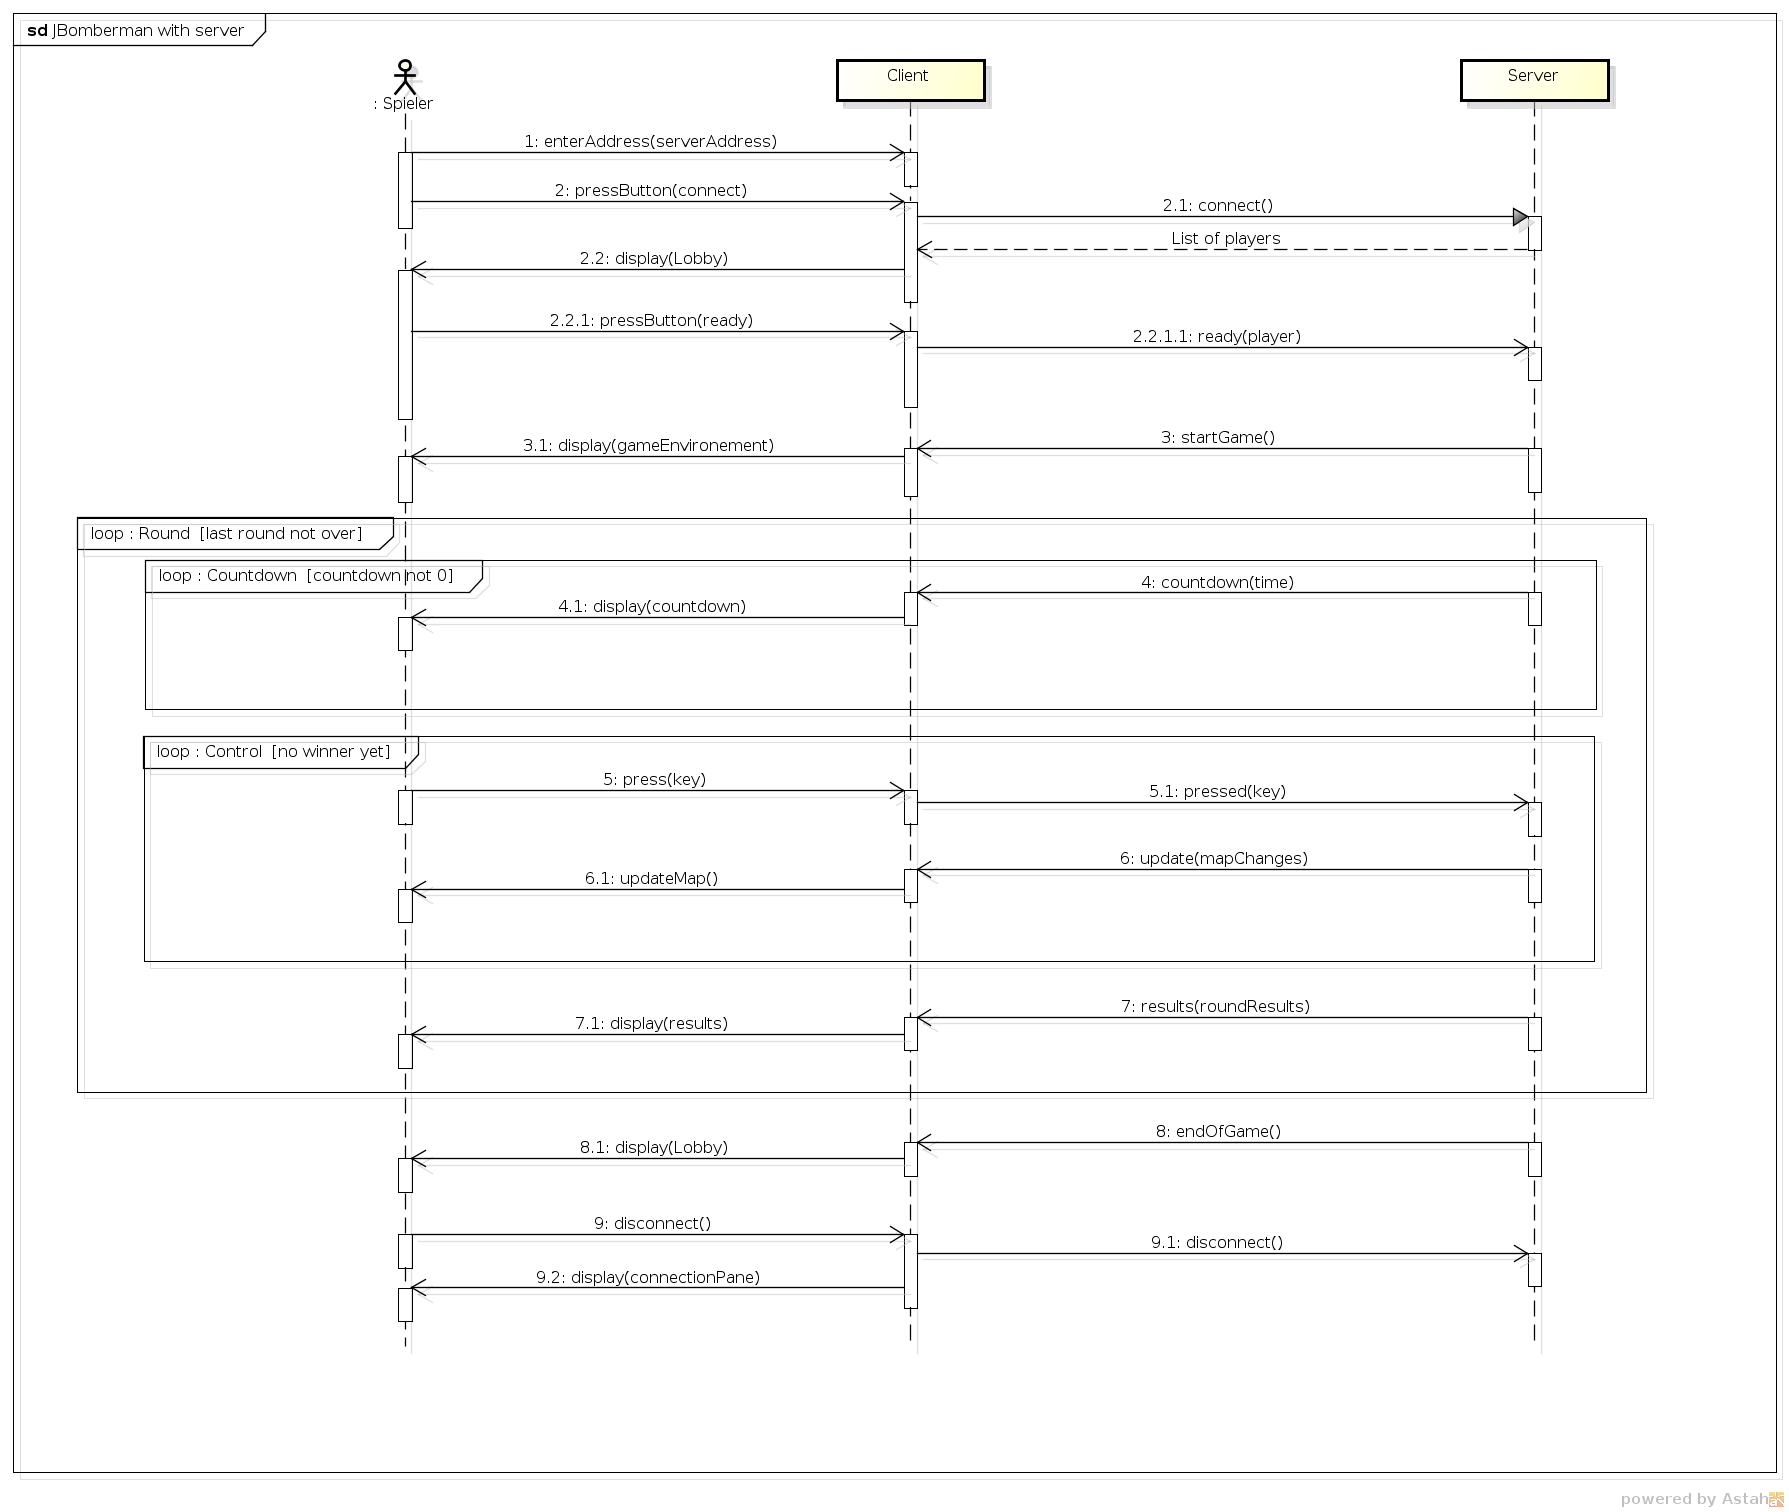 sd JBomberman with server
: Spieler
Client
Server
1: enterAddress(serverAddress)
2: pressButton(connect)
2.1: connect()
List of players
2.2: display(Lobby)
2.2.1: pressButton(ready)
2.2.1.1: ready(player)
3: startGame()
3.1: display(gameEnvironement)
loop : Round [last round not over]
loop : Countdown [countdown not 0]
4: countdown(time)
4.1: display(countdown)
loop : Control [no winner yet]
5: press(key)
5.1: pressed(key)
6: update(mapChanges)
6.1: updateMap()
7: results(roundResults)
7.1: display(results)
8: endOfGame()
8.1: display(Lobby)
9: disconnect()
9.1: disconnect()
9.2: display(connectionPane)
powered by Astah